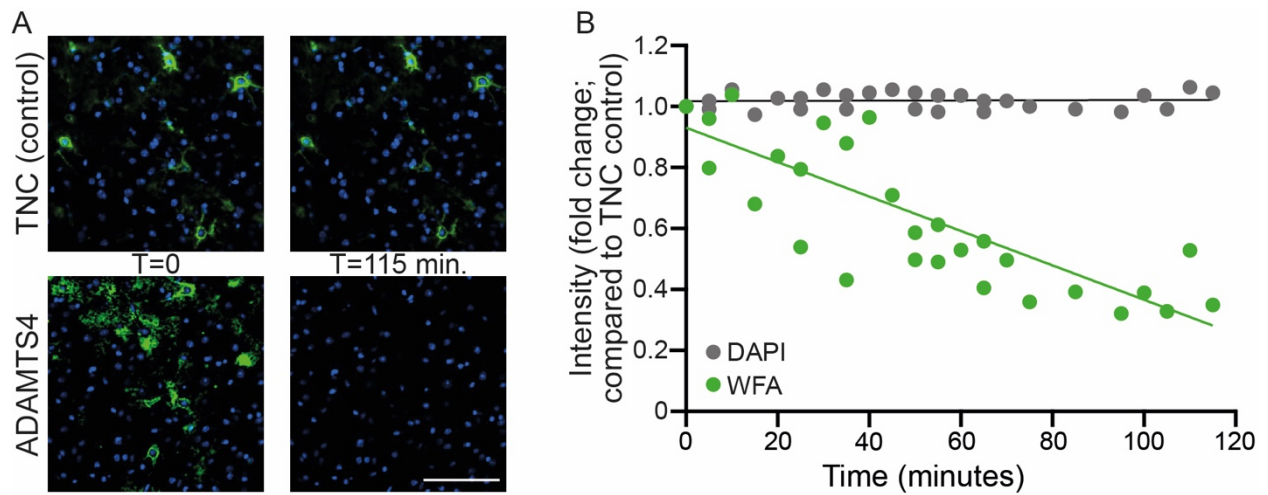 A
TNC (control)
T=0
T=115 min.
ADAMTS4
B
Intensity (fold change;
compared to TNC control)
1.2
1.0
0.8
0.6
0.4
0.2
0
DAPI
WFA
0 20 40 60 80 100 120
Time (minutes)